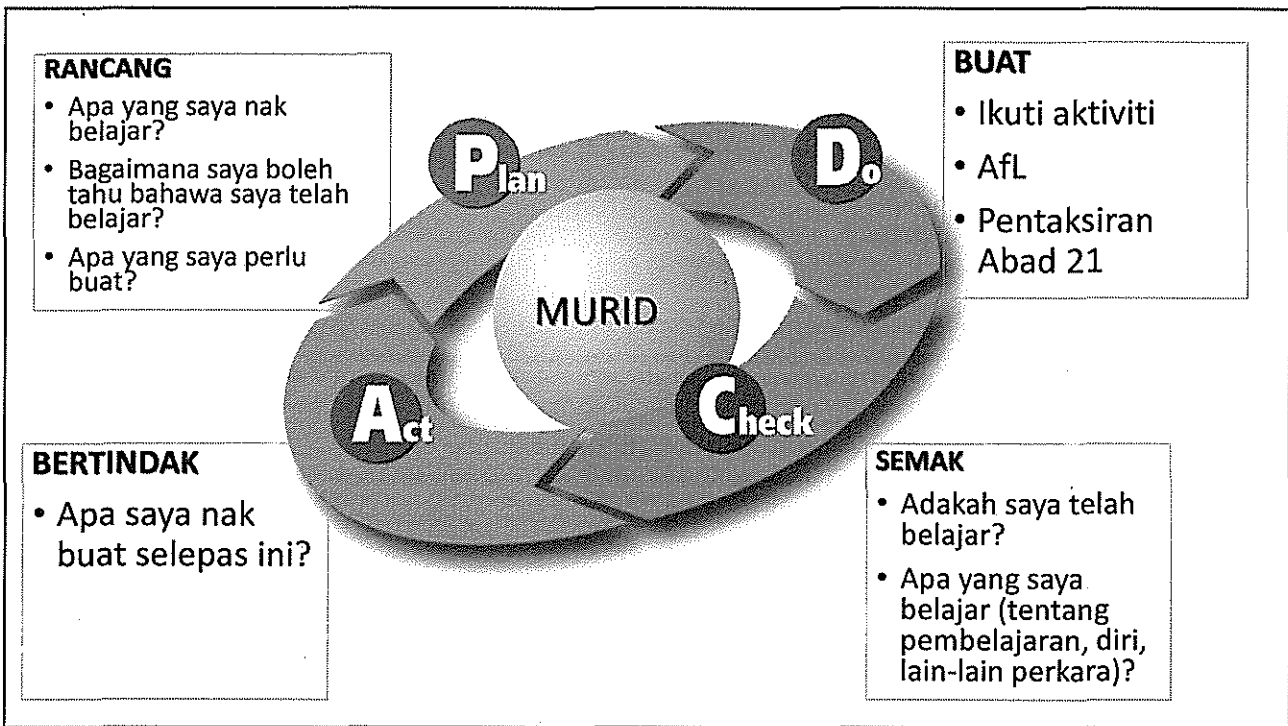 RANCANG
• Apa yang saya nak
belajar?
• Bagaimana saya boleh
tahu bahawa saya telah
belajar?
• Apa yang saya perlu
buat?
BUAT
• Ikuti aktiviti
• AfL
• Pentaksiran
Abad 21
Plan
Do
MURID
Act
Check
BERTINDAK
• Apa saya nak
buat selepas ini?
SEMAK
• Adakah saya telah
belajar?
• Apa yang saya
belajar (tentang
pembelajaran, diri,
lain-lain perkara)?